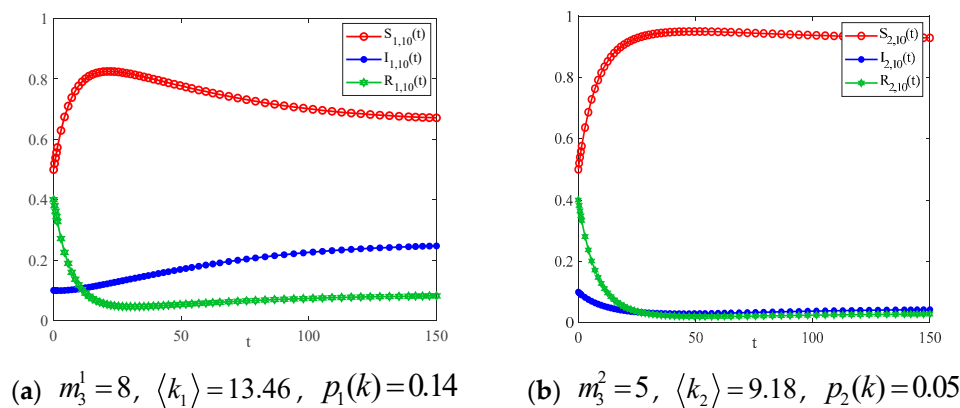 1
0.8
0.6
0.4
0.2
0
0 50 100 150
t
S₁,₁₀(t)
I₁,₁₀(t)
R₁,₁₀(t)
1
0.8
0.6
0.4
0.2
0
0 50 100 150
t
S₂,₁₀(t)
I₂,₁₀(t)
R₂,₁₀(t)
(a) m₃¹ = 8, ⟨k₁⟩ = 13.46, p₁(k) = 0.14
(b) m₃² = 5, ⟨k₂⟩ = 9.18, p₂(k) = 0.05